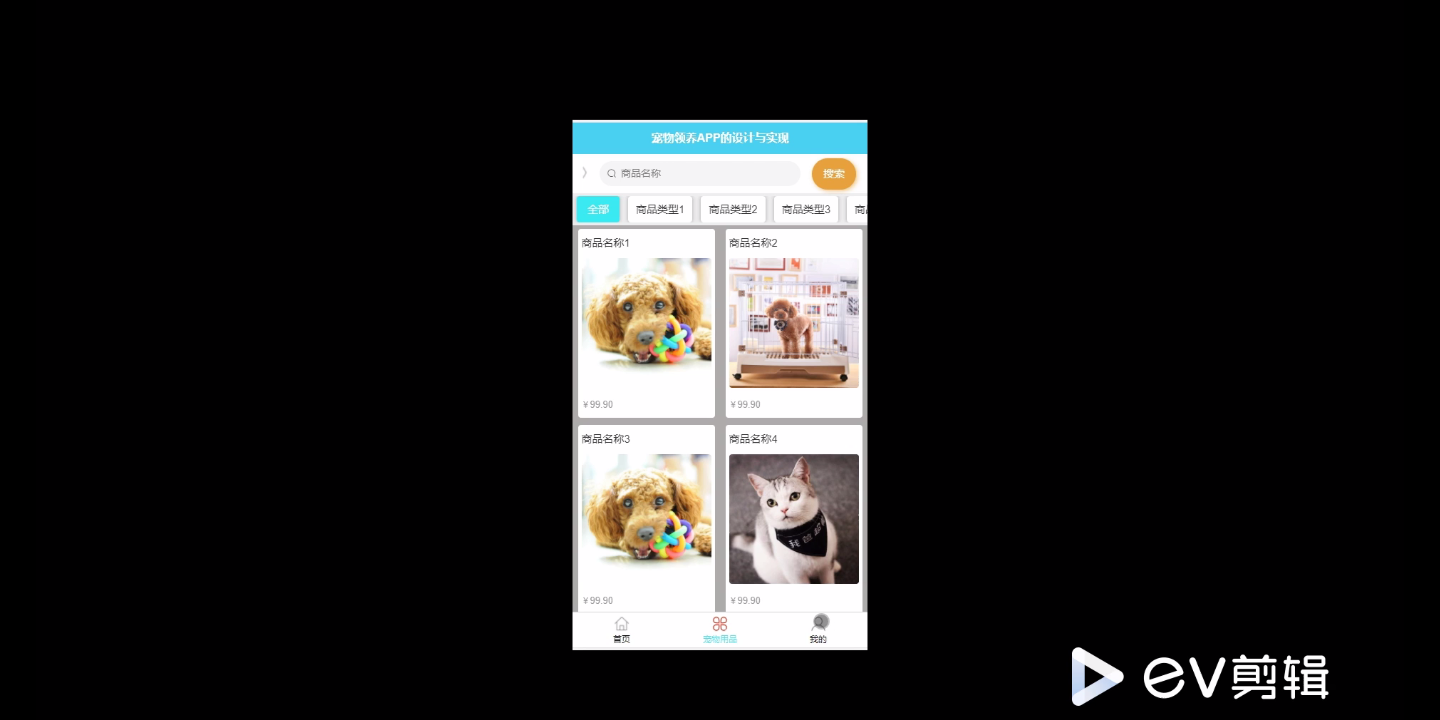 宠物领养APP的设计与实现
商品名称
搜索
全部
商品类型1
商品类型2
商品类型3
商品名称1
商品名称2
￥99.90
￥99.90
商品名称3
商品名称4
￥99.90
￥99.90
首页
宠物用品
我的
EV剪辑